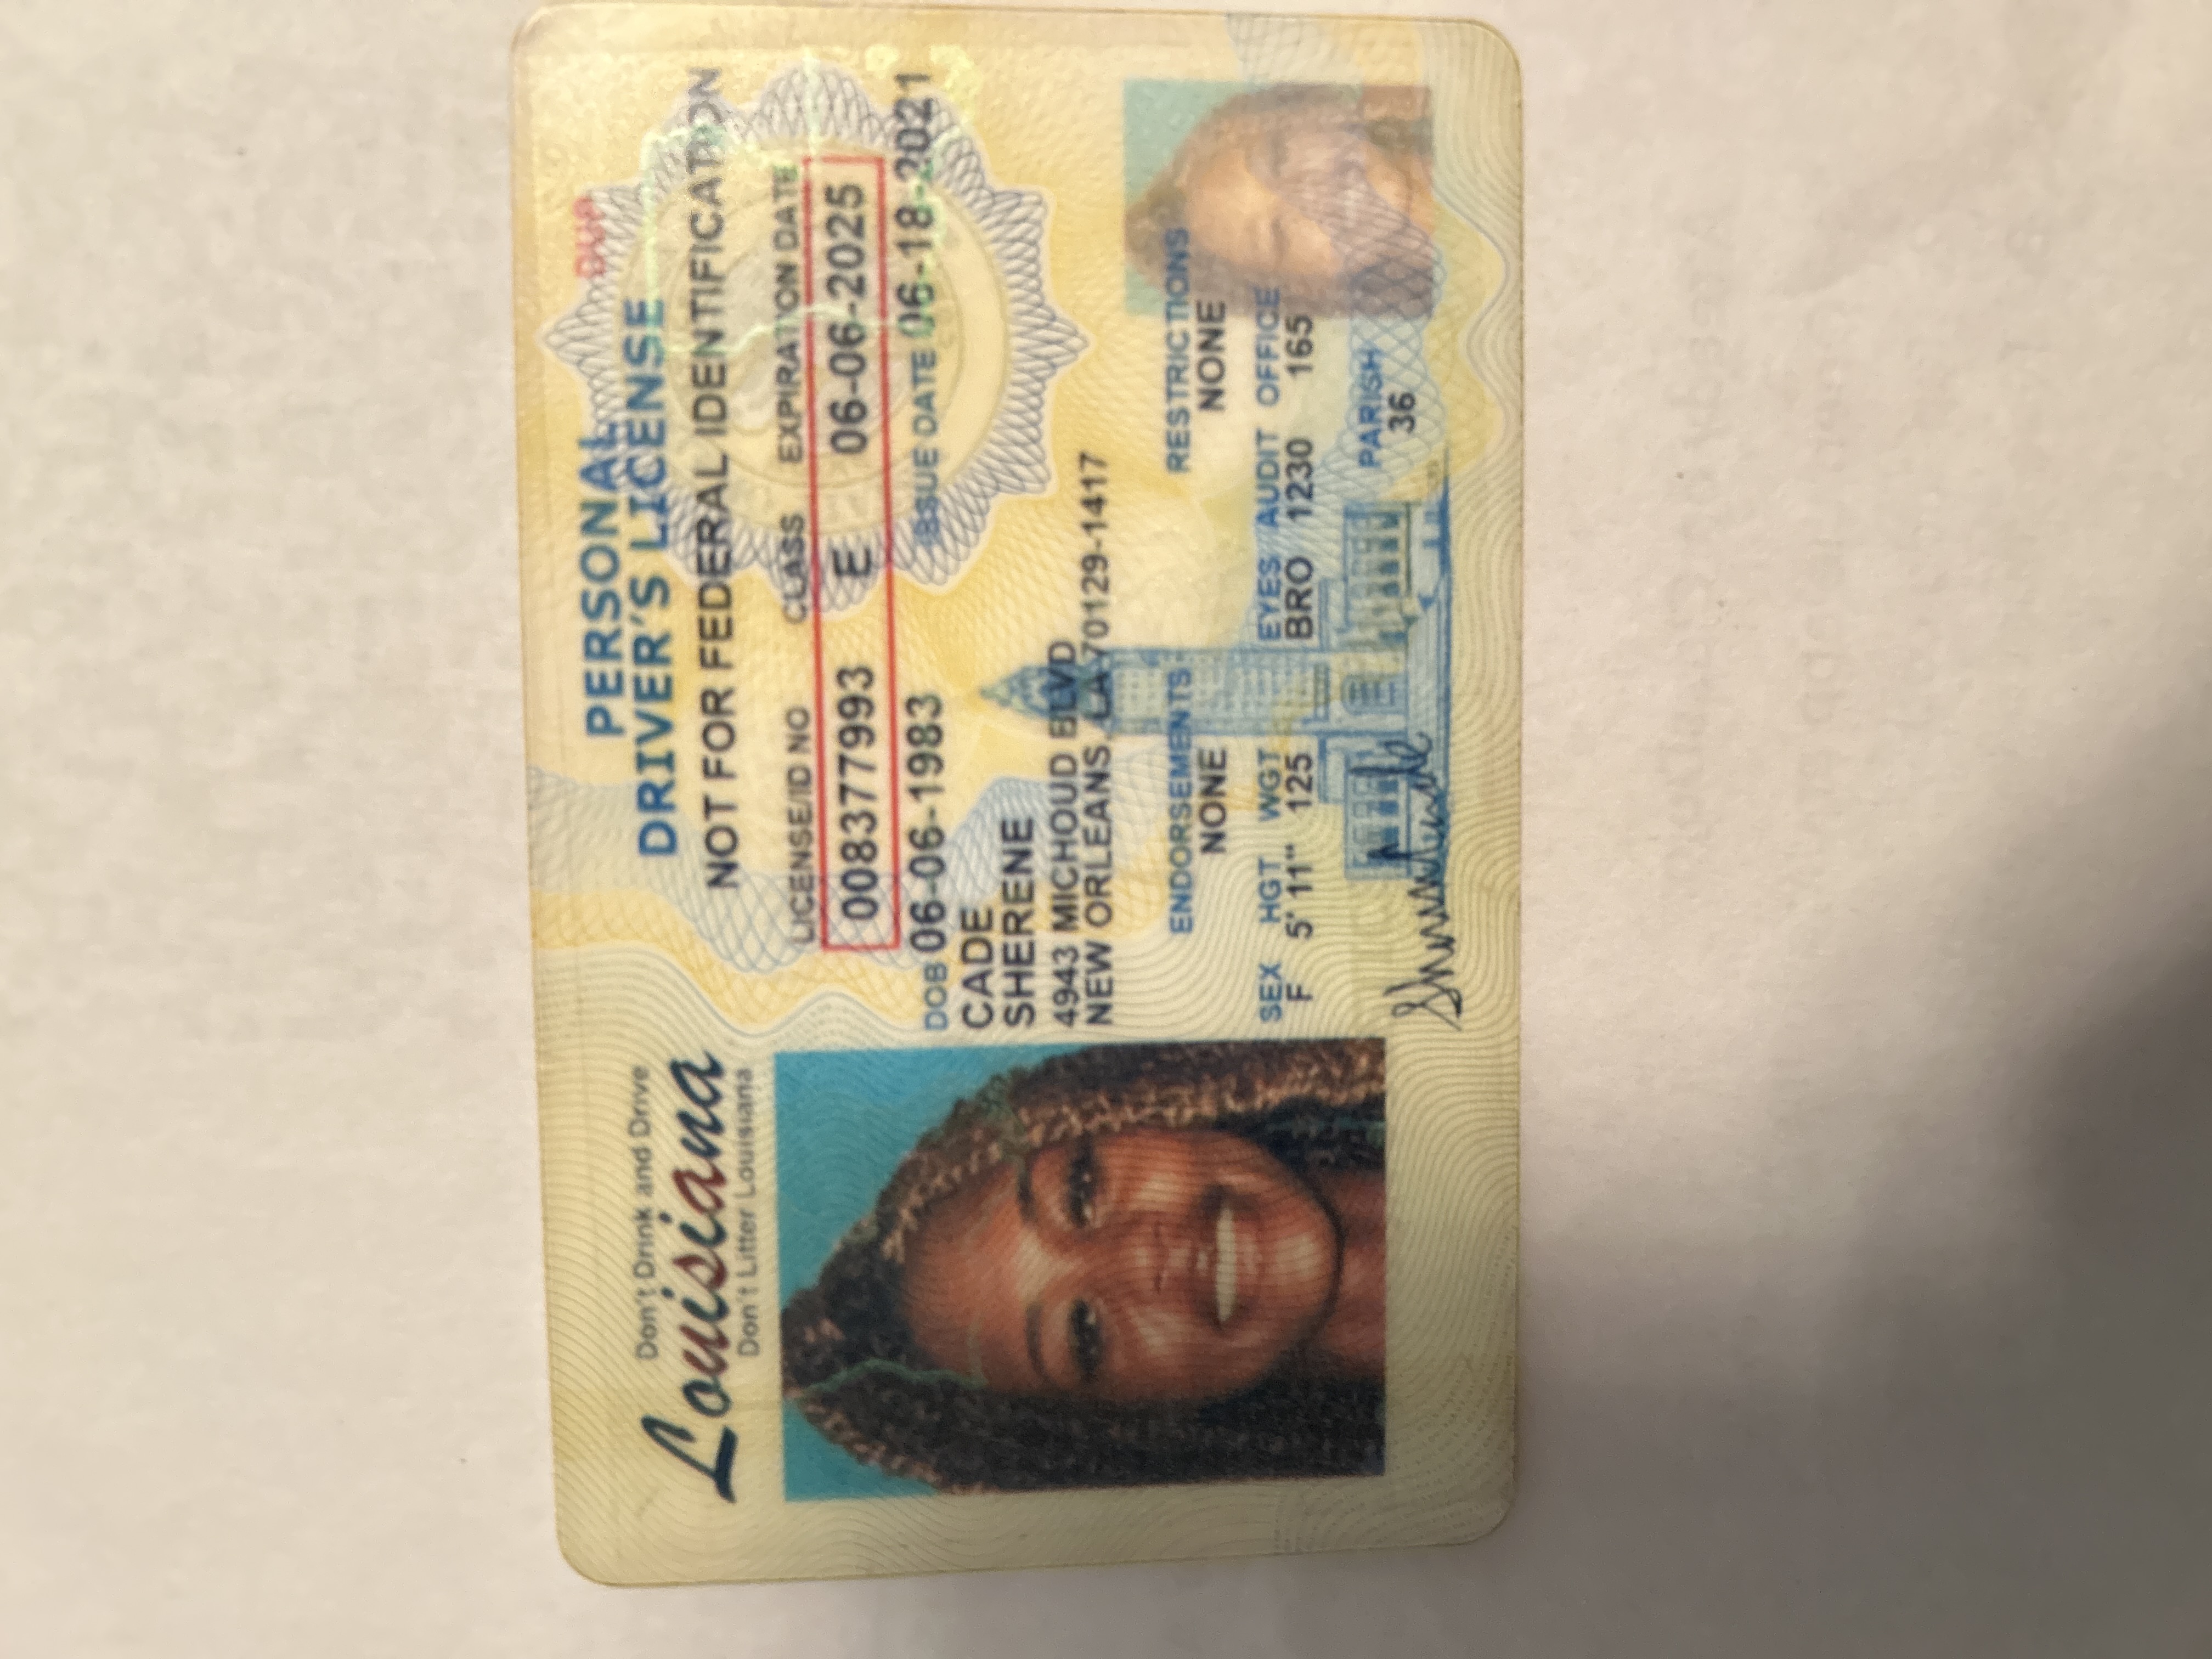 Don't Drink and Drive
Louisiana
Don't Litter Louisiana
DUP
PERSONAL
DRIVER'S LICENSE
NOT FOR FEDERAL IDENTIFICATION
LICENSE/ID NO CLASS EXPIRATION DATE
008377993 E 06-06-2025
DOB 06-06-1983 ISSUE DATE 06-18-2021
CADE
SHERENE
4943 MICHOUD BLVD
NEW ORLEANS, LA 70129-1417
ENDORSEMENTS RESTRICTIONS
NONE NONE
SEX HGT WGT EYES AUDIT OFFICE
F 5' 11" 125 BRO 1230 165
PARISH
36